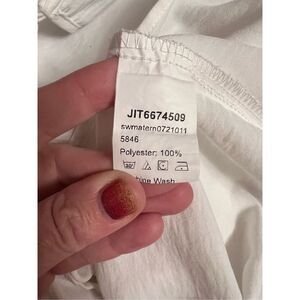 JIT6674509
swmatern0721011
5846
Polyester; 100%
Wash